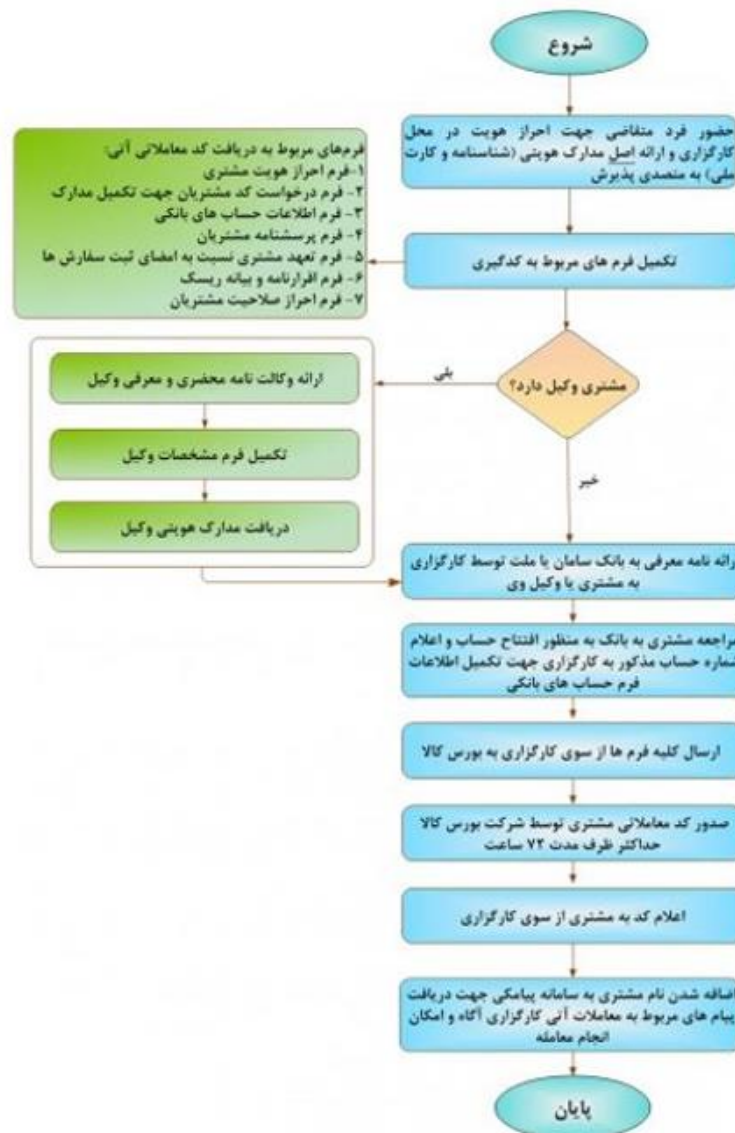 شروع
حضور فرد متقاضی جهت احراز هویت در محل
کارگزاری و ارائه اصل مدارک هویتی (شناسنامه و کارت
ملی) به متصدی پذیرش
تکمیل فرم های مربوط به کدگیری
فرم‌های مربوط به دریافت کد معاملاتی آتی:
۱-فرم احراز هویت مشتری
۲- فرم درخواست کد مشتریان جهت تکمیل مدارک
۳- فرم اطلاعات حساب های بانکی
۴- فرم پرسشنامه مشتریان
۵- فرم تعهد مشتری نسبت به امضای ثبت سفارش ها
۶- فرم اقرارنامه و بیانه ریسک
۷- فرم احراز صلاحیت مشتریان
مشتری وکیل دارد؟
بلی
ارائه وکالت نامه محضری و معرفی وکیل
تکمیل فرم مشخصات وکیل
دریافت مدارک هویتی وکیل
خیر
رائه نامه معرفی به بانک سامان یا ملت توسط کارگزاری
به مشتری یا وکیل وی
مراجعه مشتری به بانک به منظور افتتاح حساب و اعلام
شماره حساب مذکور به کارگزاری جهت تکمیل اطلاعات
فرم حساب های بانکی
ارسال کلیه فرم ها از سوی کارگزاری به بورس کالا
صدور کد معاملاتی مشتری توسط شرکت بورس کالا
حداکثر ظرف مدت ۷۲ ساعت
اعلام کد به مشتری از سوی کارگزاری
اضافه شدن نام مشتری به سامانه پیامکی جهت دریافت
پیام های مربوط به معاملات آتی کارگزاری آگاه و امکان
انجام معامله
پایان